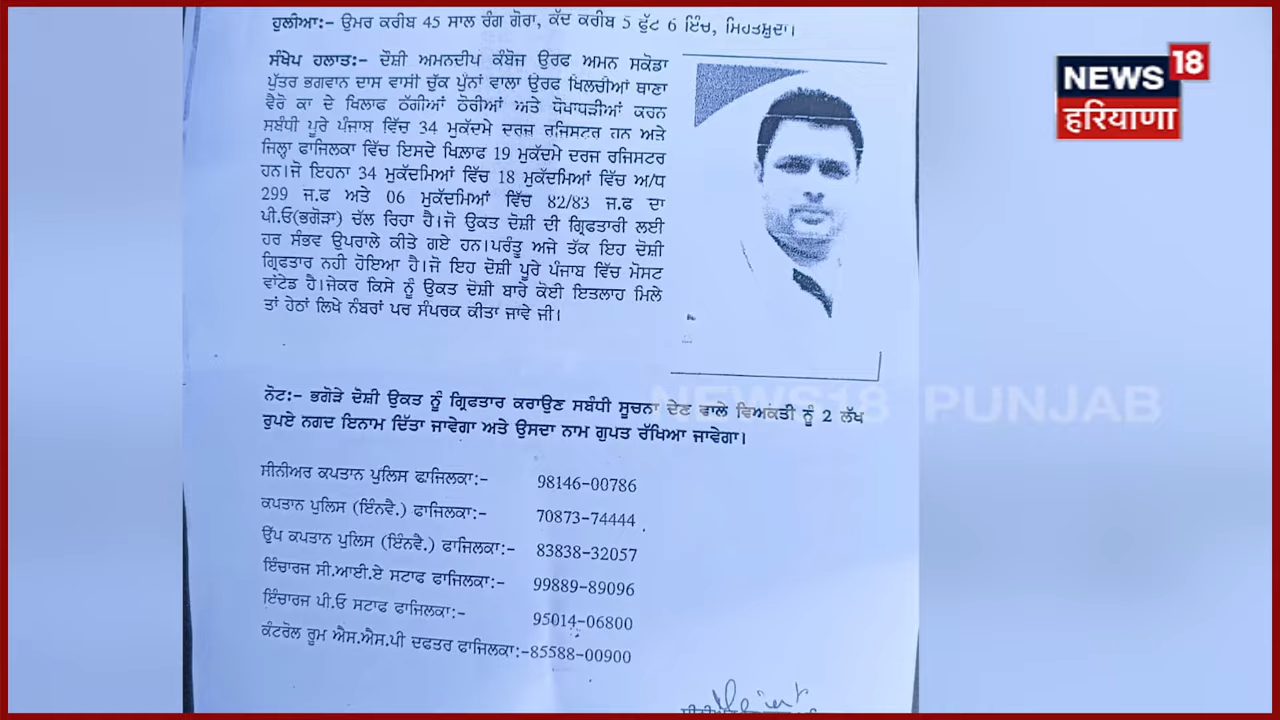 ਹੁਲੀਆ:- ਉਮਰ ਕਰੀਬ 45 ਸਾਲ ਰੰਗ ਗੋਰਾ, ਕੱਦ ਕਰੀਬ 5 ਫੁੱਟ 6 ਇੰਚ, ਮਿਹਤਸ਼ੁਦਾ।
ਸੰਖੇਪ ਹਲਾਤ:- ਦੌਸ਼ੀ ਅਮਨਦੀਪ ਕੰਬੋਜ ਉਰਫ ਅਮਨ ਸਕੋਡਾ
ਪੁੱਤਰ ਭਗਵਾਨ ਦਾਸ ਵਾਸੀ ਚੁੱਕ ਪੁੰਨਾਂ ਵਾਲਾ ਉਰਫ ਖਿਲਚੀਆਂ ਥਾਣਾ
ਵੈਰੋ ਕਾ ਦੇ ਖਿਲਾਫ ਠੱਗੀਆਂ ਠੋਰੀਆਂ ਅਤੇ ਧੋਖਾਧੜੀਆਂ ਕਰਨ
ਸਬੰਧੀ ਪੂਰੇ ਪੰਜਾਬ ਵਿੱਚ 34 ਮੁਕੱਦਮੇ ਦਰਜ਼ ਰਜਿਸਟਰ ਹਨ ਅਤੇ
ਜਿਲ੍ਹਾ ਫਾਜਿਲਕਾ ਵਿੱਚ ਇਸਦੇ ਖਿਲ਼ਾਫ 19 ਮੁਕੱਦਮੇ ਦਰਜ ਰਜਿਸਟਰ
ਹਨ।ਜੋ ਇਹਨਾ 34 ਮੁਕੱਦਮਿਆਂ ਵਿੱਚ 18 ਮੁਕੱਦਮਿਆਂ ਵਿੱਚ ਅ/ਧ
299 ਜ.ਫ ਅਤੇ 06 ਮੁਕੱਦਮਿਆਂ ਵਿੱਚ 82/83 ਜ.ਫ ਦਾ
ਪੀ.ਓ(ਭਗੋੜਾ) ਚੱਲ ਰਿਹਾ ਹੈ।ਜੋ ਉਕਤ ਦੋਸ਼ੀ ਦੀ ਗ੍ਰਿਫਤਾਰੀ ਲਈ
ਹਰ ਸੰਭਵ ਉਪਰਾਲੇ ਕੀਤੇ ਗਏ ਹਨ।ਪਰੰਤੂ ਅਜੇ ਤੱਕ ਇਹ ਦੋਸ਼ੀ
ਗ੍ਰਿਫਤਾਰ ਨਹੀ ਹੋਇਆ ਹੈ।ਜੋ ਇਹ ਦੋਸ਼ੀ ਪੂਰੇ ਪੰਜਾਬ ਵਿੱਚ ਮੋਸਟ
ਵਾਂਟੇਡ ਹੈ।ਜੇਕਰ ਕਿਸੇ ਨੂੰ ਉਕਤ ਦੋਸ਼ੀ ਬਾਰੇ ਕੋਈ ਇਤਲਾਹ ਮਿਲੇ
ਤਾਂ ਹੇਠਾਂ ਲਿਖੇ ਨੰਬਰਾਂ ਪਰ ਸੰਪਰਕ ਕੀਤਾ ਜਾਵੇ ਜੀ।
NEWS 18
हरियाणा
NEWS18 PUNJAB
ਨੋਟ:- ਭਗੋੜੇ ਦੋਸ਼ੀ ਉਕਤ ਨੂੰ ਗ੍ਰਿਫਤਾਰ ਕਰਾਉਣ ਸਬੰਧੀ ਸੂਚਨਾ ਦੇਣ ਵਾਲੇ ਵਿਅਕਤੀ ਨੂੰ 2 ਲੱਖ
ਰੁਪਏ ਨਗਦ ਇਨਾਮ ਦਿੱਤਾ ਜਾਵੇਗਾ ਅਤੇ ਉਸਦਾ ਨਾਮ ਗੁਪਤ ਰੱਖਿਆ ਜਾਵੇਗਾ।
ਸੀਨੀਅਰ ਕਪਤਾਨ ਪੁਲਿਸ ਫਾਜਿਲਕਾ:- 98146-00786
ਕਪਤਾਨ ਪੁਲਿਸ (ਇੰਨਵੈ.) ਫਾਜਿਲਕਾ:- 70873-74444
ਉੱਪ ਕਪਤਾਨ ਪੁਲਿਸ (ਇੰਨਵੈ.) ਫਾਜਿਲਕਾ:- 83838-32057
ਇੰਚਾਰਜ ਸੀ.ਆਈ.ਏ ਸਟਾਫ ਫਾਜਿਲਕਾ:- 99889-89096
ਇੰਚਾਰਜ ਪੀ.ਓ ਸਟਾਫ ਫਾਜਿਲਕਾ:- 95014-06800
ਕੰਟਰੋਲ ਰੂਮ ਐਸ.ਐਸ.ਪੀ ਦਫਤਰ ਫਾਜਿਲਕਾ:-85588-00900